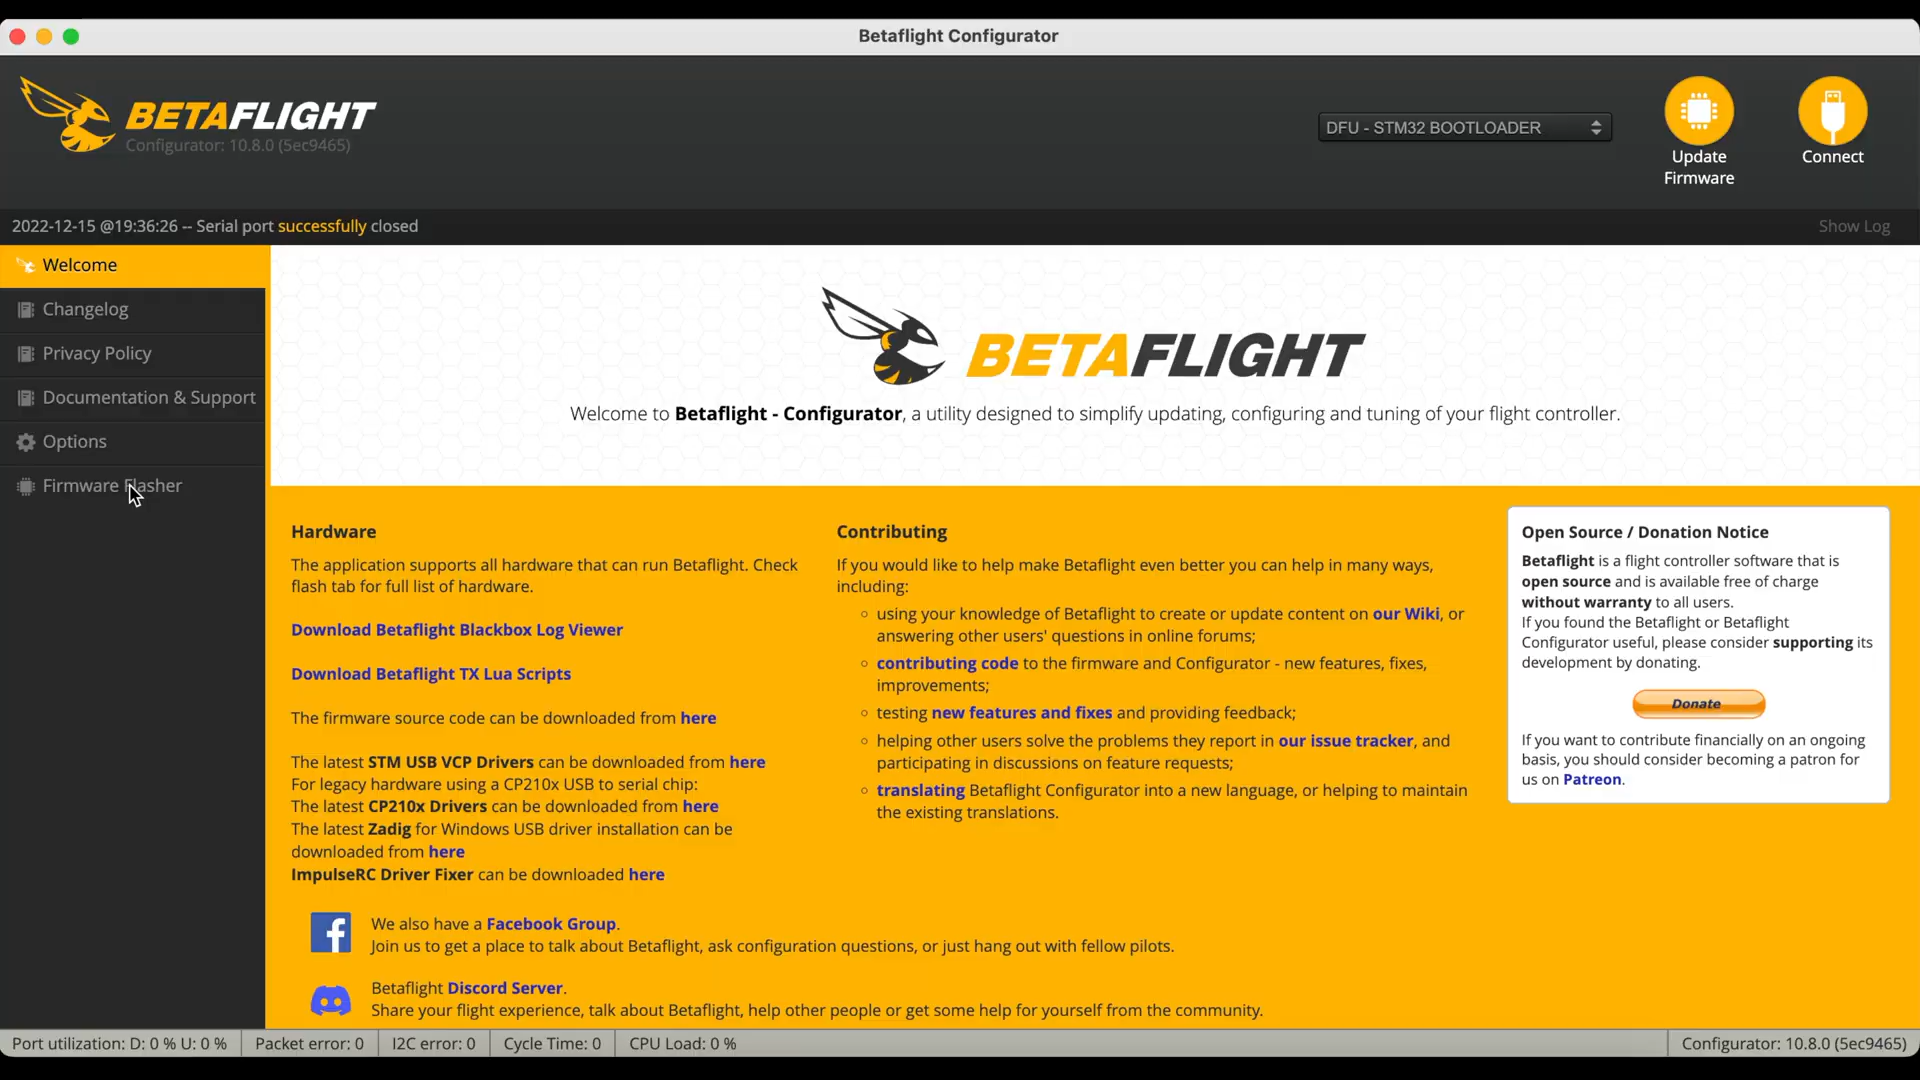 Betaflight Configurator
BETAFLIGHT
Configurator: 10.8.0 (5ec9465)
DFU - STM32 BOOTLOADER
Update
Firmware
Connect
2022-12-15 @19:36:26 -- Serial port successfully closed
Show Log
Welcome
Changelog
Privacy Policy
Documentation & Support
Options
Firmware Flasher
BETAFLIGHT
Welcome to Betaflight - Configurator, a utility designed to simplify updating, configuring and tuning of your flight controller.
Hardware
The application supports all hardware that can run Betaflight. Check
flash tab for full list of hardware.
Download Betaflight Blackbox Log Viewer
Download Betaflight TX Lua Scripts
The firmware source code can be downloaded from here
The latest STM USB VCP Drivers can be downloaded from here
For legacy hardware using a CP210x USB to serial chip:
The latest CP210x Drivers can be downloaded from here
The latest Zadig for Windows USB driver installation can be
downloaded from here
ImpulseRC Driver Fixer can be downloaded here
Contributing
If you would like to help make Betaflight even better you can help in many ways,
including:
using your knowledge of Betaflight to create or update content on our Wiki, or
answering other users' questions in online forums;
contributing code to the firmware and Configurator - new features, fixes,
improvements;
testing new features and fixes and providing feedback;
helping other users solve the problems they report in our issue tracker, and
participating in discussions on feature requests;
translating Betaflight Configurator into a new language, or helping to maintain
the existing translations.
Open Source / Donation Notice
Betaflight is a flight controller software that is
open source and is available free of charge
without warranty to all users.
If you found the Betaflight or Betaflight
Configurator useful, please consider supporting its
development by donating.
Donate
If you want to contribute financially on an ongoing
basis, you should consider becoming a patron for
us on Patreon.
We also have a Facebook Group.
Join us to get a place to talk about Betaflight, ask configuration questions, or just hang out with fellow pilots.
Betaflight Discord Server.
Share your flight experience, talk about Betaflight, help other people or get some help for yourself from the community.
Port utilization: D: 0 % U: 0 %
Packet error: 0
I2C error: 0
Cycle Time: 0
CPU Load: 0 %
Configurator: 10.8.0 (5ec9465)